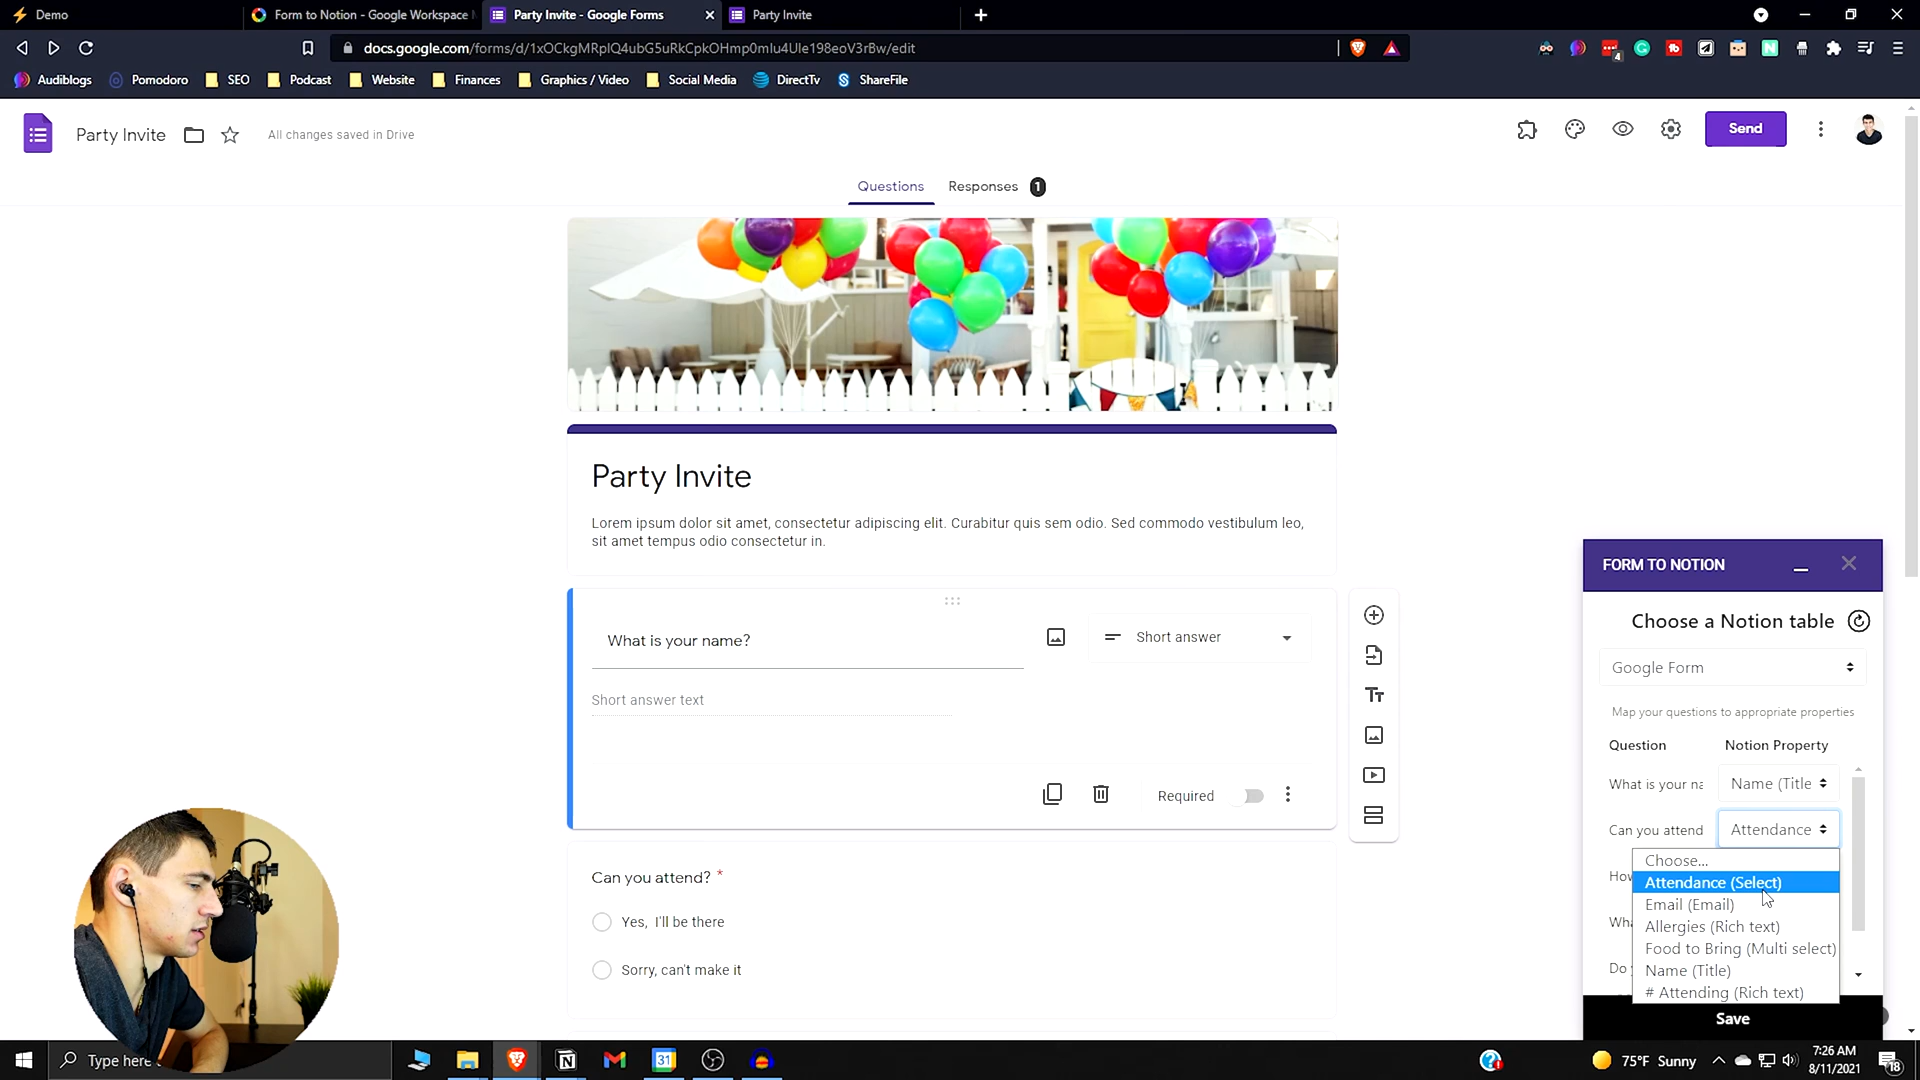 Demo
Form to Notion - Google Workspace
Party Invite - Google Forms
Party Invite
docs.google.com/forms/d/1xOCkgMRplQ4ubG5uRkCpkOHmp0mlu4Ule198eoV3rBw/edit
4
Audiblogs
Pomodoro
SEO
Podcast
Website
Finances
Graphics / Video
Social Media
DirectTv
ShareFile
Party Invite
All changes saved in Drive
Send
Questions
Responses
1
Party Invite
Lorem ipsum dolor sit amet, consectetur adipiscing elit. Curabitur quis sem odio. Sed commodo vestibulum leo,
sit amet tempus odio consectetur in.
What is your name?
Short answer
Short answer text
Required
Can you attend? *
Yes, I'll be there
Sorry, can't make it
FORM TO NOTION
Choose a Notion table
Google Form
Map your questions to appropriate properties
Question
Notion Property
What is your na
Name (Title
Can you attend
Attendance
Choose...
Attendance (Select)
Email (Email)
Allergies (Rich text)
Food to Bring (Multi select)
Name (Title)
# Attending (Rich text)
Save
Type here
31
75°F Sunny
7:26 AM
8/11/2021
18